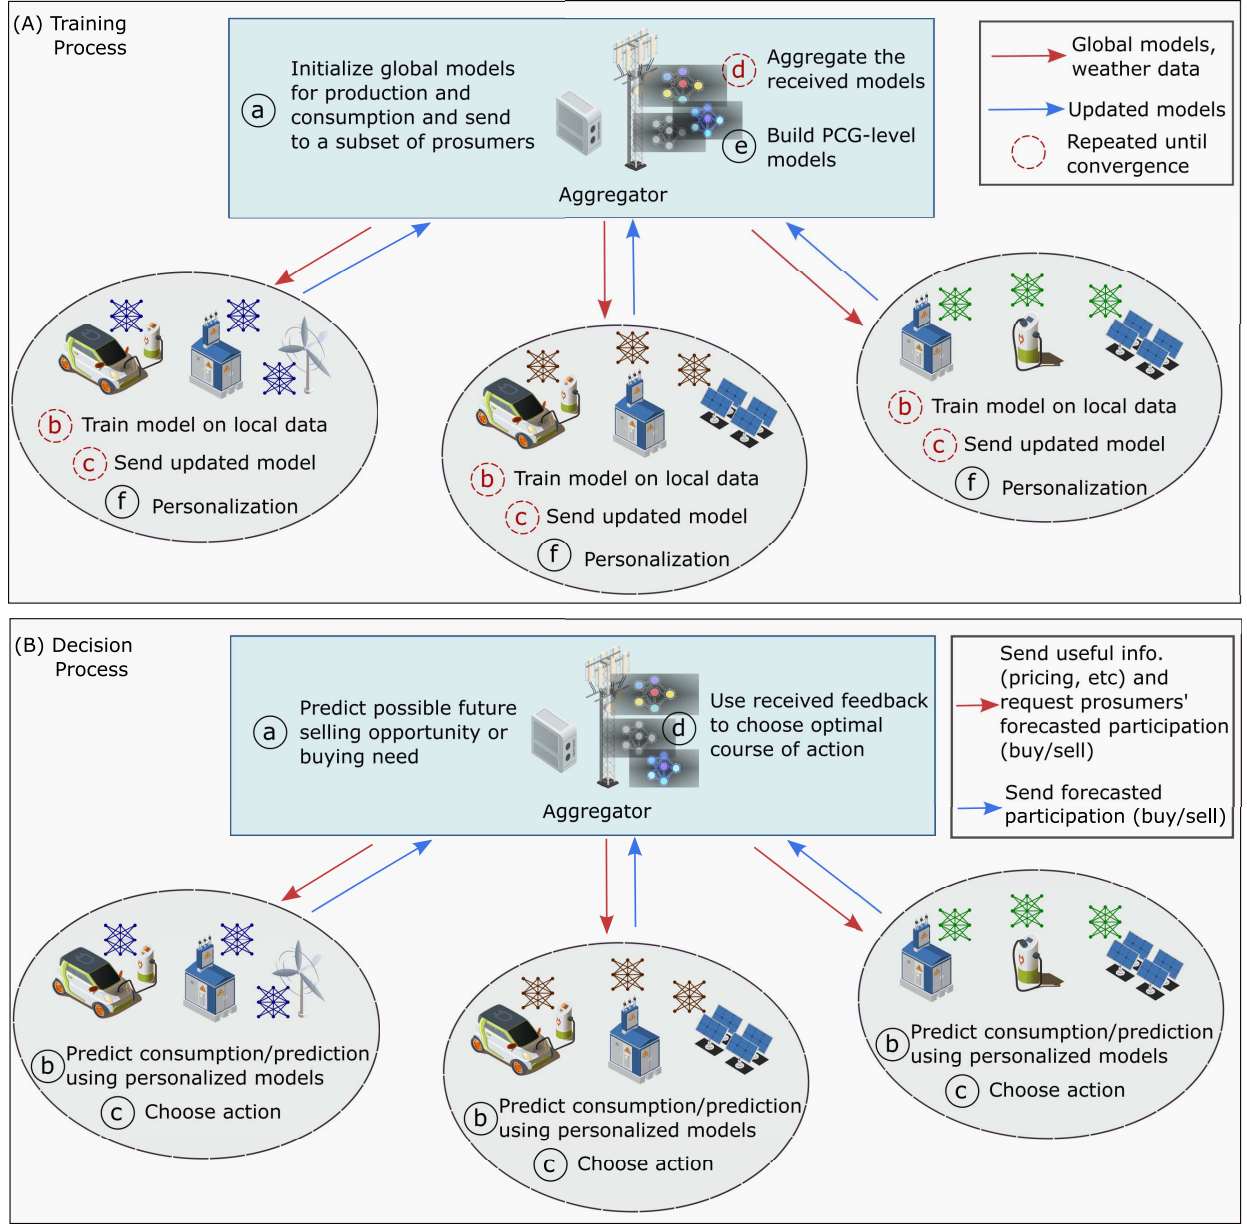 (A) Training
Process
a
Initialize global models
for production and
consumption and send
to a subset of prosumers
Aggregator
d
Aggregate the
received models
e
Build PCG-level
models
Global models,
weather data
Updated models
Repeated until
convergence
b Train model on local data
c Send updated model
f Personalization
b Train model on local data
c Send updated model
f Personalization
b Train model on local data
c Send updated model
f Personalization
(B) Decision
Process
a
Predict possible future
selling opportunity or
buying need
Aggregator
d
Use received feedback
to choose optimal
course of action
Send useful info.
(pricing, etc) and
request prosumers'
forecasted participation
(buy/sell)
Send forecasted
participation (buy/sell)
b
Predict consumption/prediction
using personalized models
c Choose action
b
Predict consumption/prediction
using personalized models
c Choose action
b
Predict consumption/prediction
using personalized models
c Choose action